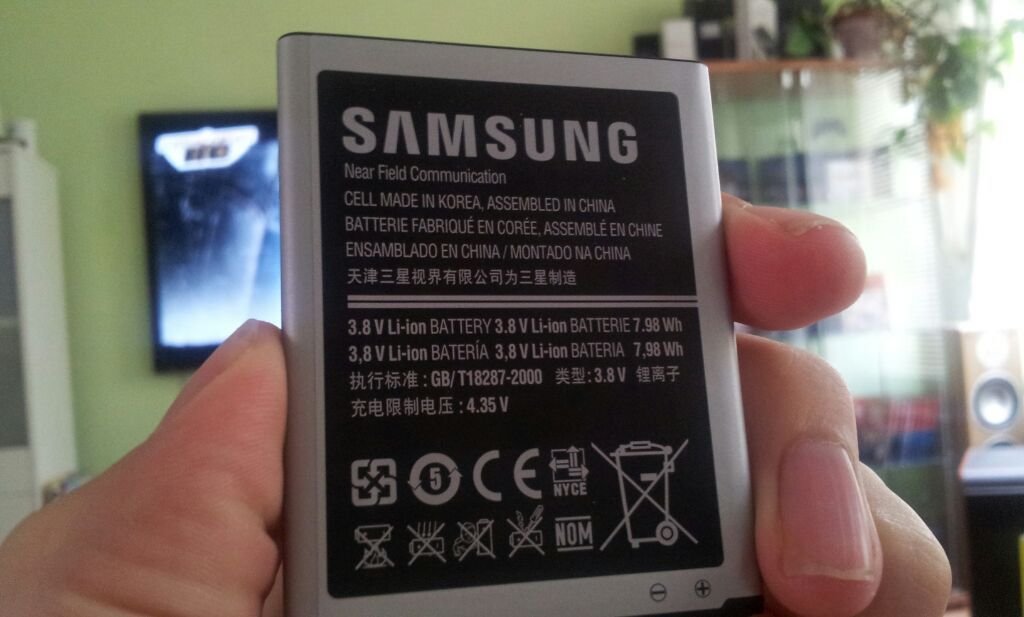 SAMSUNG
Near Field Communication
CELL MADE IN KOREA, ASSEMBLED IN CHINA
BATTERIE FABRIQUÉ EN CORÉE, ASSEMBLÉ EN CHINE
ENSAMBLADO EN CHINA / MONTADO NA CHINA
天津三星视界有限公司为三星制造
3.8 V Li-ion BATTERY 3.8 V Li-ion BATTERIE 7.98 Wh
3,8 V Li-ion BATERÍA 3,8 V Li-ion BATERIA 7,98 Wh
执行标准 : GB/ T18287-2000 类型 : 3.8 V 锂离子
充电限制电压 : 4.35 V
5 CE NYCE
NOM